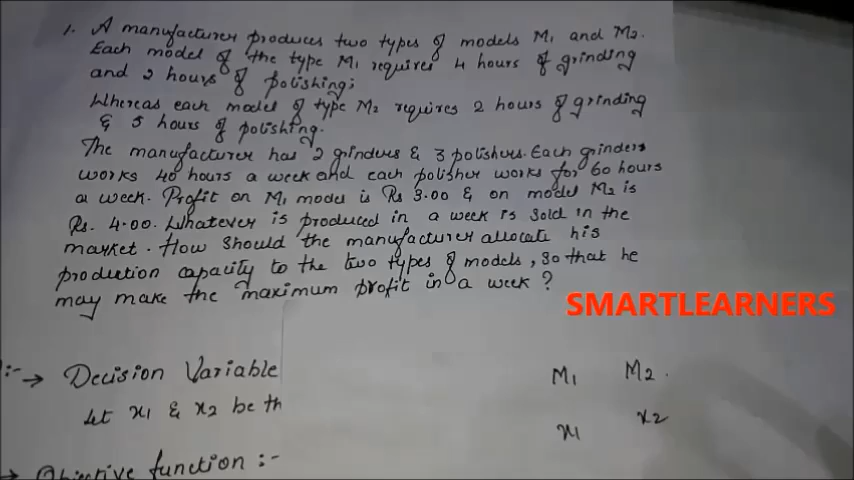 1. A manufacturer produces two types of models M1 and M2.
Each model of the type M1 requires 4 hours of grinding
and 2 hours of polishing;
Whereas each model of type M2 requires 2 hours of grinding
& 5 hours of polishing.
The manufacturer has 2 grinders & 3 polishers. Each grinders
works 40 hours a week and each polisher works for 60 hours
a week. Profit on M1 model is Rs 3.00 & on model M2 is
Rs. 4.00. Whatever is produced in a week is sold in the
market. How should the manufacturer allocate his
production capacity to the two types of models, so that he
may make the maximum profit in a week?
SMARTLEARNERS
:- → Decision Variable
M1 M2.
Let x1 & x2 be th
x1 x2
→ Objective function :-